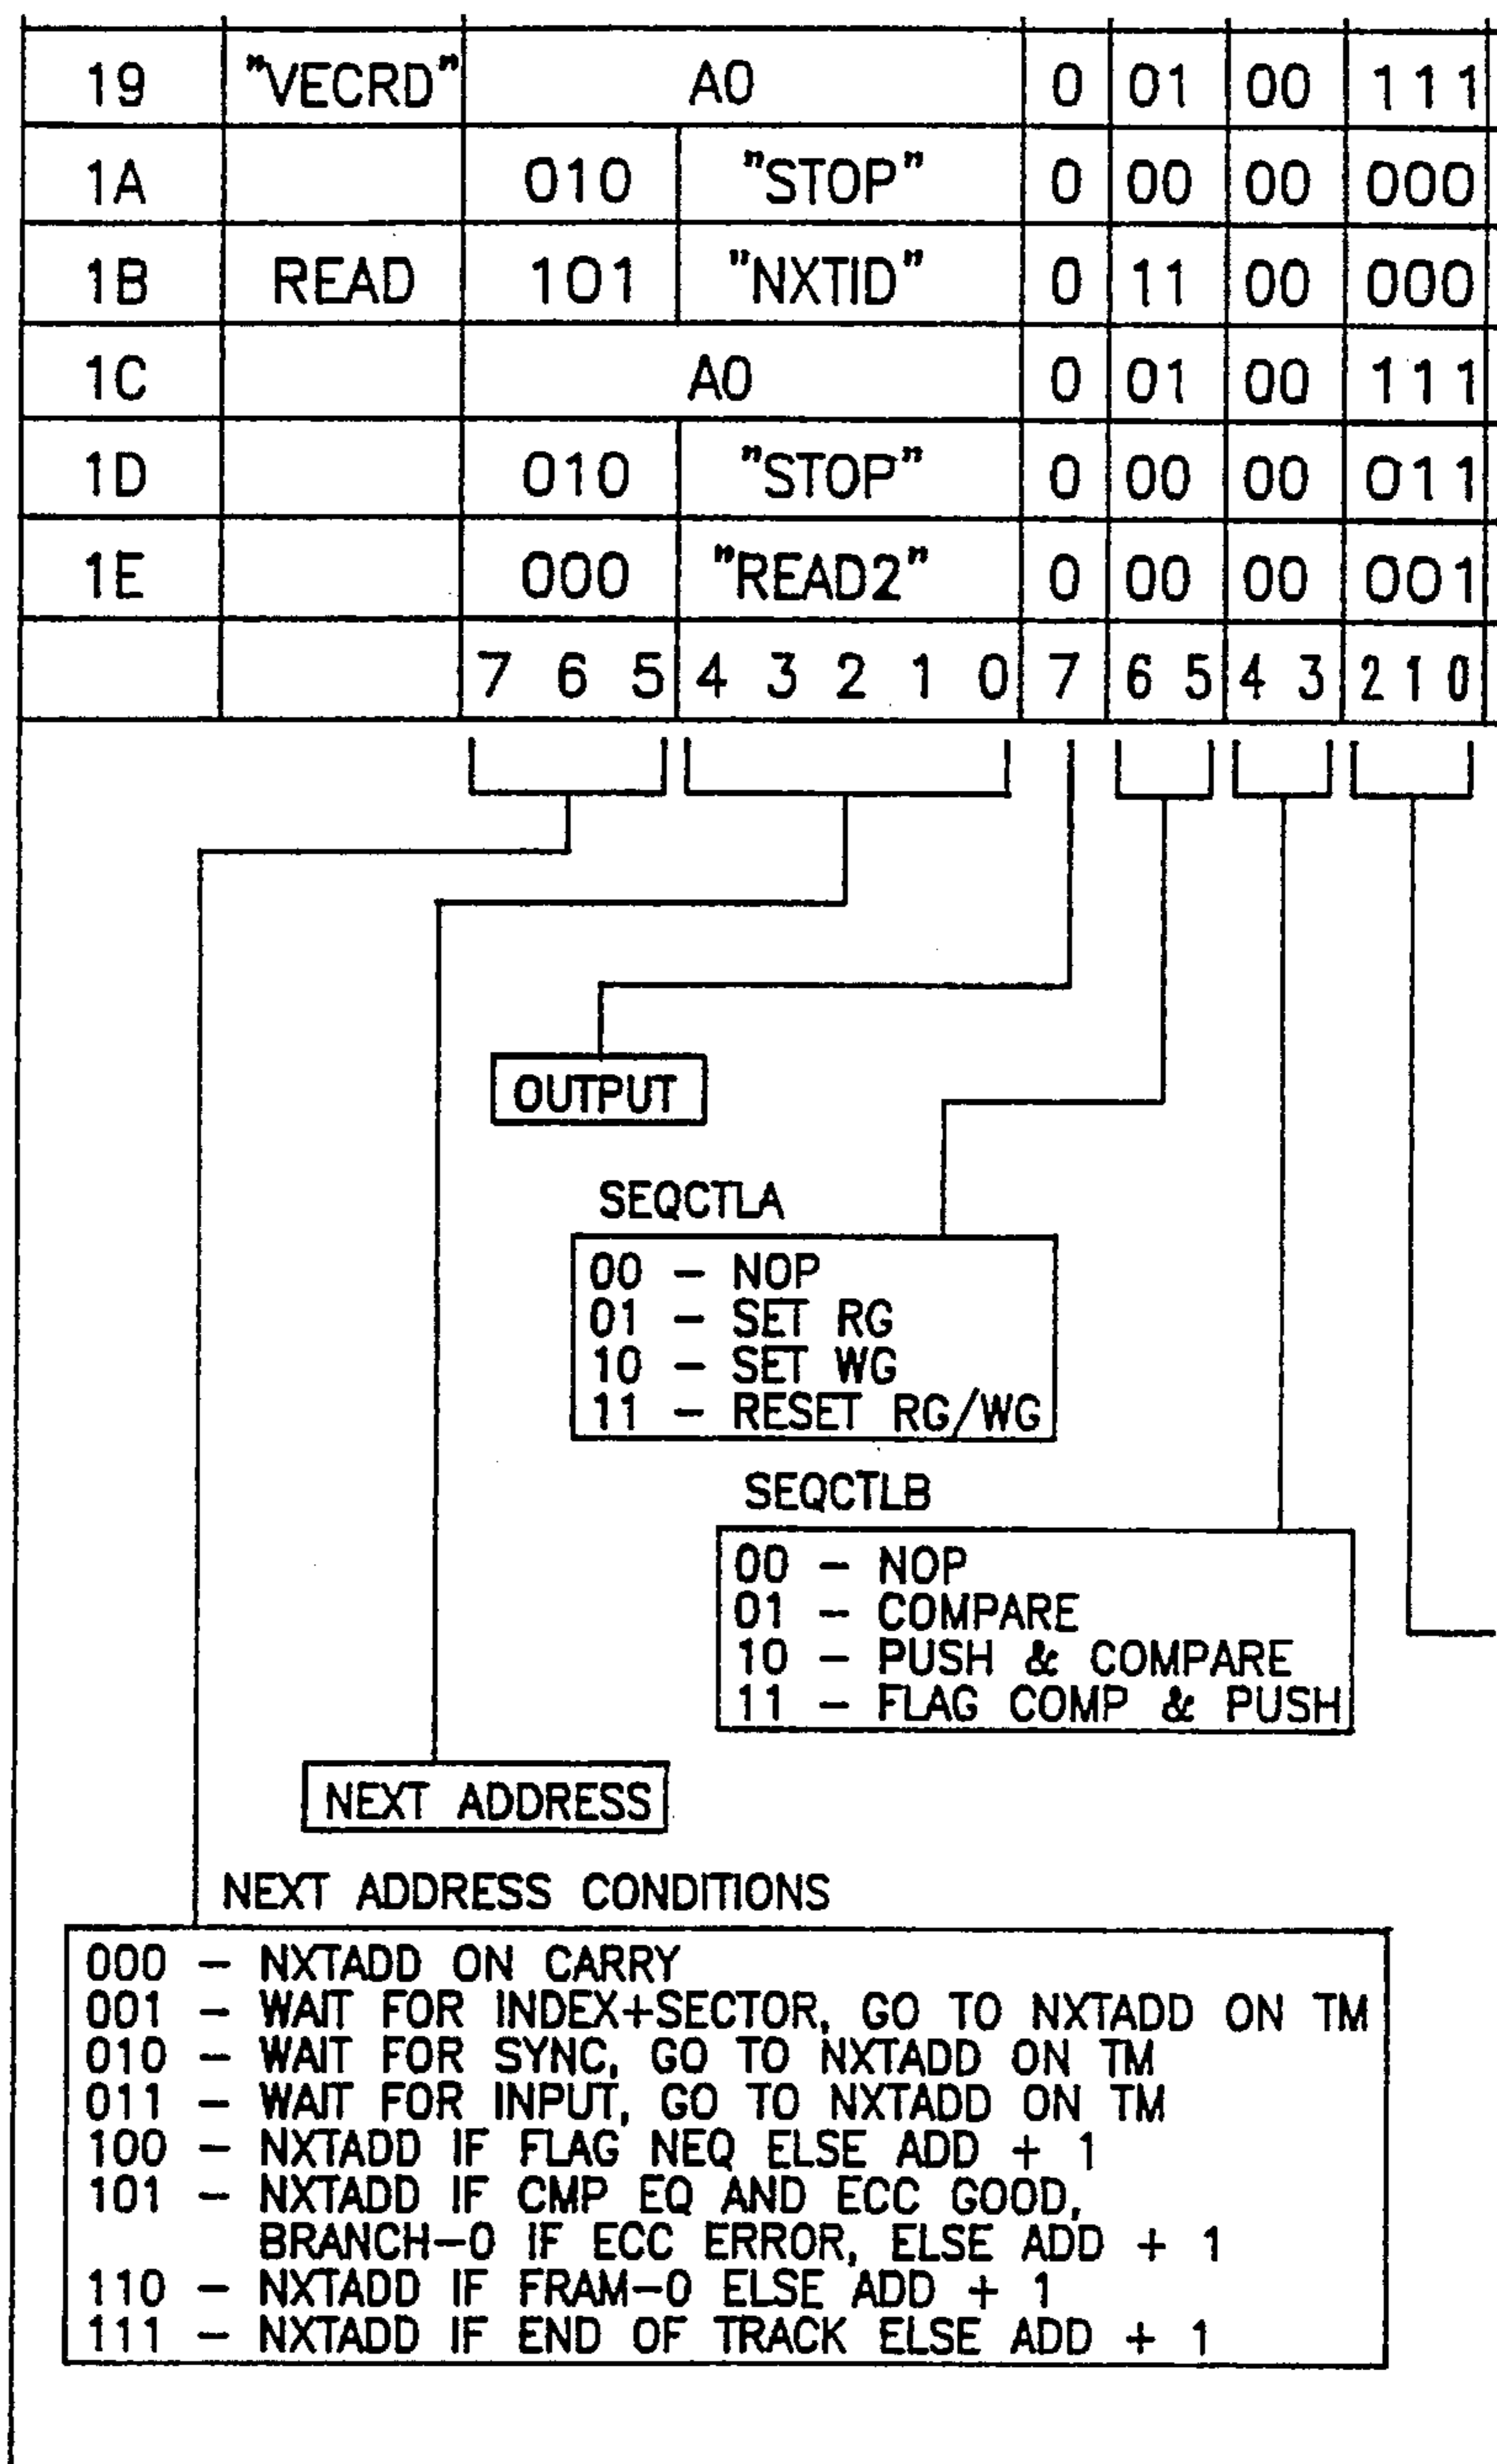 19 "VECRD" A0 0 01 00 111
1A 010 "STOP" 0 00 00 000
1B READ 101 "NXTID" 0 11 00 000
1C A0 0 01 00 111
1D 010 "STOP" 0 00 00 011
1E 000 "READ2" 0 00 00 001
7 6 5 4 3 2 1 0 7 6 5 4 3 2 1 0
OUTPUT
SEQCTLA
00 - NOP
01 - SET RG
10 - SET WG
11 - RESET RG/WG
SEQCTLB
00 - NOP
01 - COMPARE
10 - PUSH & COMPARE
11 - FLAG COMP & PUSH
NEXT ADDRESS
NEXT ADDRESS CONDITIONS
000 - NXTADD ON CARRY
001 - WAIT FOR INDEX+SECTOR, GO TO NXTADD ON TM
010 - WAIT FOR SYNC, GO TO NXTADD ON TM
011 - WAIT FOR INPUT, GO TO NXTADD ON TM
100 - NXTADD IF FLAG NEQ ELSE ADD + 1
101 - NXTADD IF CMP EQ AND ECC GOOD,
BRANCH-0 IF ECC ERROR, ELSE ADD + 1
110 - NXTADD IF FRAM-0 ELSE ADD + 1
111 - NXTADD IF END OF TRACK ELSE ADD + 1